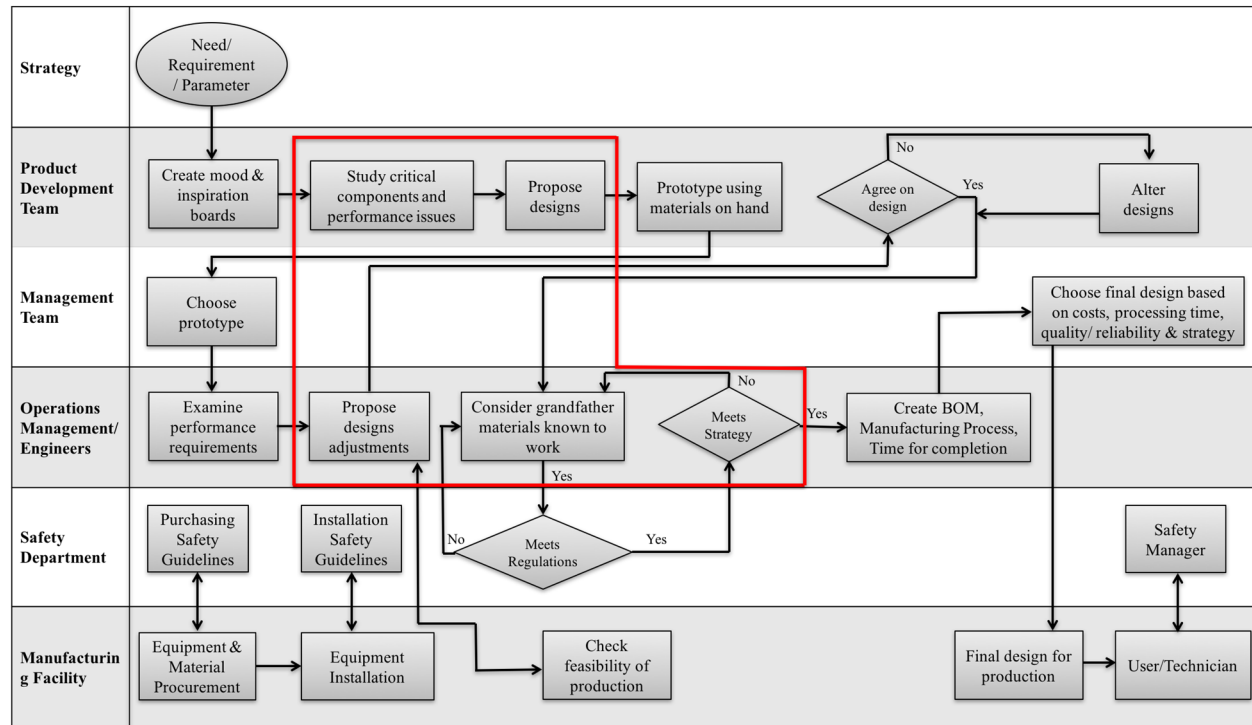 Strategy
Need/
Requirement
/ Parameter
Product
Development
Team
Create mood &
inspiration
boards
Study critical
components and
performance issues
Propose
designs
Prototype using
materials on hand
No
Agree on
design
Yes
Alter
designs
Management
Team
Choose
prototype
Choose final design based
on costs, processing time,
quality/ reliability & strategy
Operations
Management/
Engineers
Examine
performance
requirements
Propose
designs
adjustments
Consider grandfather
materials known to
work
Yes
No
Meets
Strategy
Yes
Create BOM,
Manufacturing Process,
Time for completion
Safety
Department
Purchasing
Safety
Guidelines
Installation
Safety
Guidelines
No
Meets
Regulations
Yes
Safety
Manager
Manufacturin
g Facility
Equipment &
Material
Procurement
Equipment
Installation
Check
feasibility of
production
Final design for
production
User/Technician